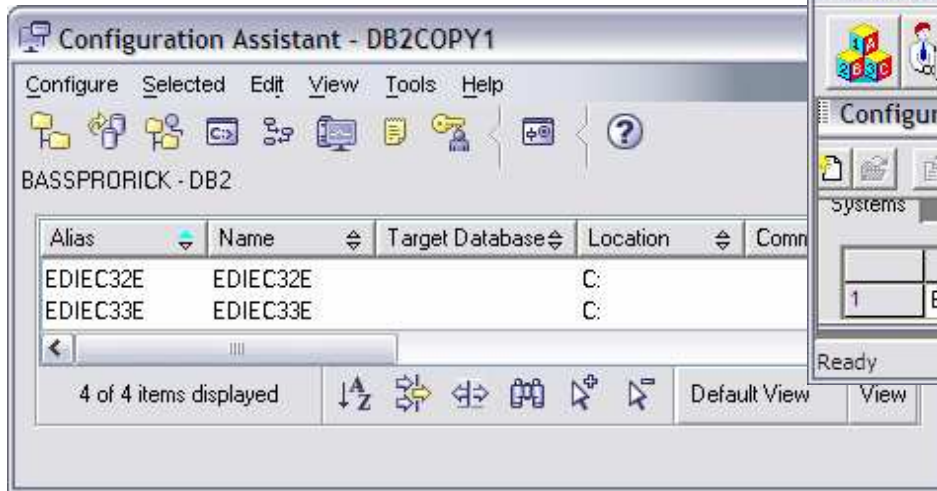 Configuration Assistant - DB2COPY1
Configure Selected Edit View Tools Help
BASSPRORICK - DB2
Alias Name Target Database Location Comm
EDIEC32E EDIEC32E C:
EDIEC33E EDIEC33E C:
4 of 4 items displayed Default View View
Configur
Systems
1 E
Ready